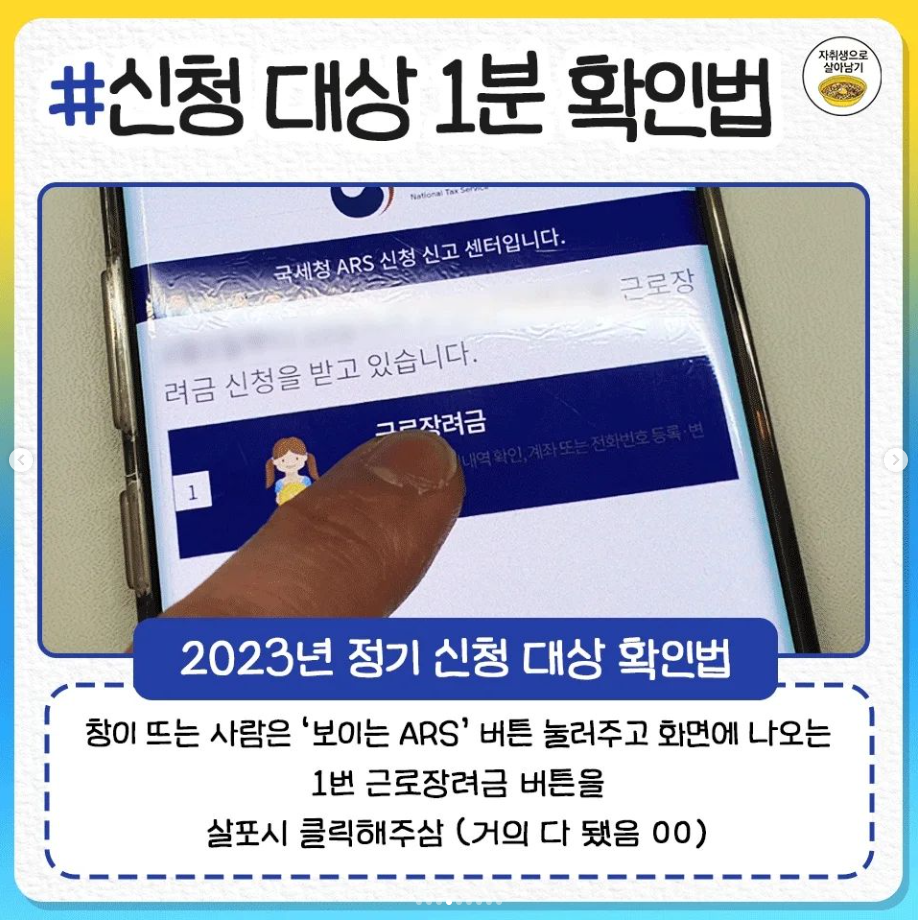 #신청 대상 1분 확인법
자취생으로
살아남기
National Tax Service
국세청 ARS 신청 신고 센터입니다.
근로장
려금 신청을 받고 있습니다.
근로장려금
내역 확인, 계좌 또는 전화번호 등록·변
1
2023년 정기 신청 대상 확인법
창이 뜨는 사람은 ‘보이는 ARS’ 버튼 눌러주고 화면에 나오는
1번 근로장려금 버튼을
살포시 클릭해주삼 (거의 다 됐음 ㅇㅇ)